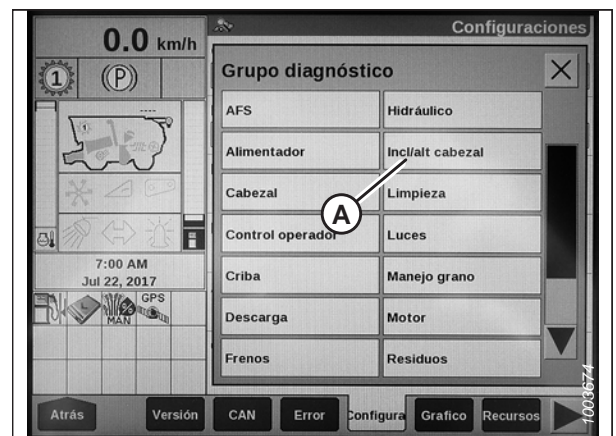 0.0 km/h
Configuraciones
1
(P)
Grupo diagnóstico
AFS
Hidráulico
Alimentador
Incl/alt cabezal
Cabezal
Limpieza
A
Control operador
Luces
Criba
Manejo grano
Descarga
Motor
Frenos
Residuos
7:00 AM
Jul 22, 2017
MAN
GPS
Atrás
Versión
CAN
Error
Configura
Grafico
Recursos
1003674